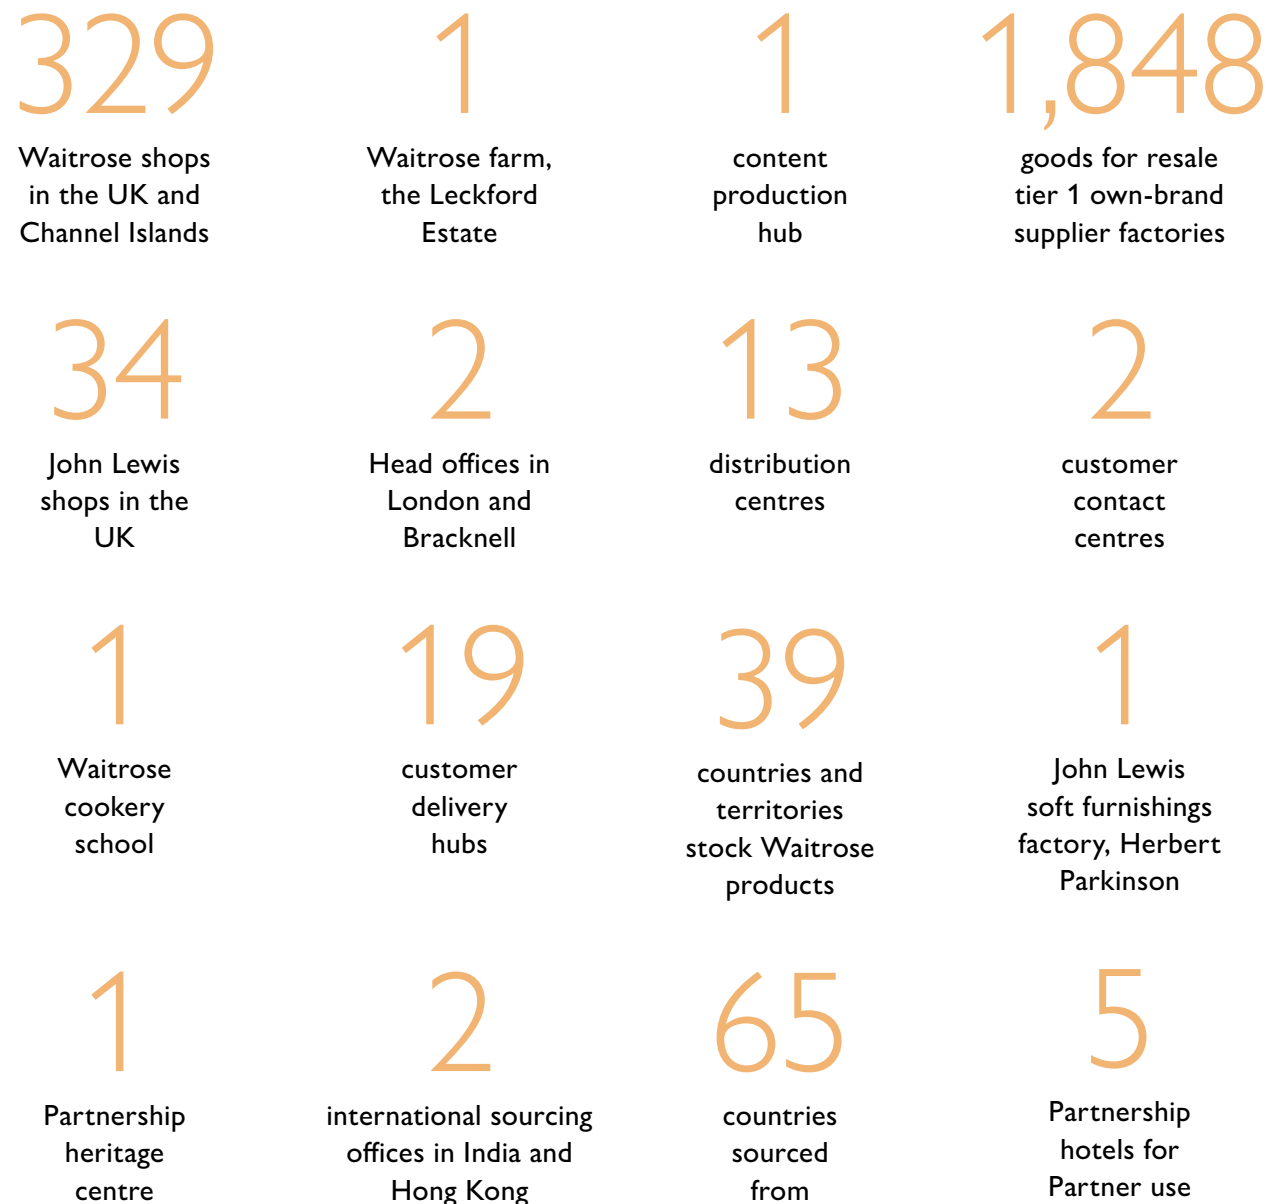 329
Waitrose shops
in the UK and
Channel Islands
1
Waitrose farm,
the Leckford
Estate
1
content
production
hub
1,848
goods for resale
tier 1 own-brand
supplier factories
34
John Lewis
shops in the
UK
2
Head offices in
London and
Bracknell
13
distribution
centres
2
customer
contact
centres
1
Waitrose
cookery
school
19
customer
delivery
hubs
39
countries and
territories
stock Waitrose
products
1
John Lewis
soft furnishings
factory, Herbert
Parkinson
1
Partnership
heritage
centre
2
international sourcing
offices in India and
Hong Kong
65
countries
sourced
from
5
Partnership
hotels for
Partner use